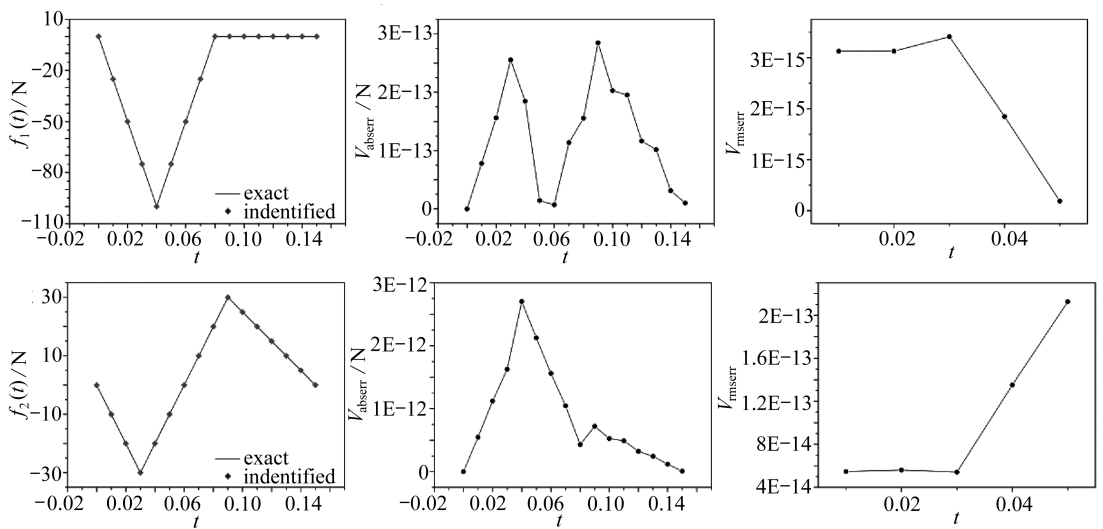 10
−20
−50
−80
−110
f₁(t)/N
exact
indentified
−0.02 0.02 0.06 0.10 0.14
t
3E−13
2E−13
1E−13
0
V_abserr / N
−0.02 0.02 0.06 0.10 0.14
t
3E−15
2E−15
1E−15
0
V_rmserr
0.02 0.04
t
30
10
−10
−30
f₂(t)/N
exact
indentified
−0.02 0.02 0.06 0.10 0.14
t
3E−12
2E−12
1E−12
0
V_abserr / N
−0.02 0.02 0.06 0.10 0.14
t
2E−13
1.6E−13
1.2E−13
8E−14
4E−14
V_rmserr
0.02 0.04
t